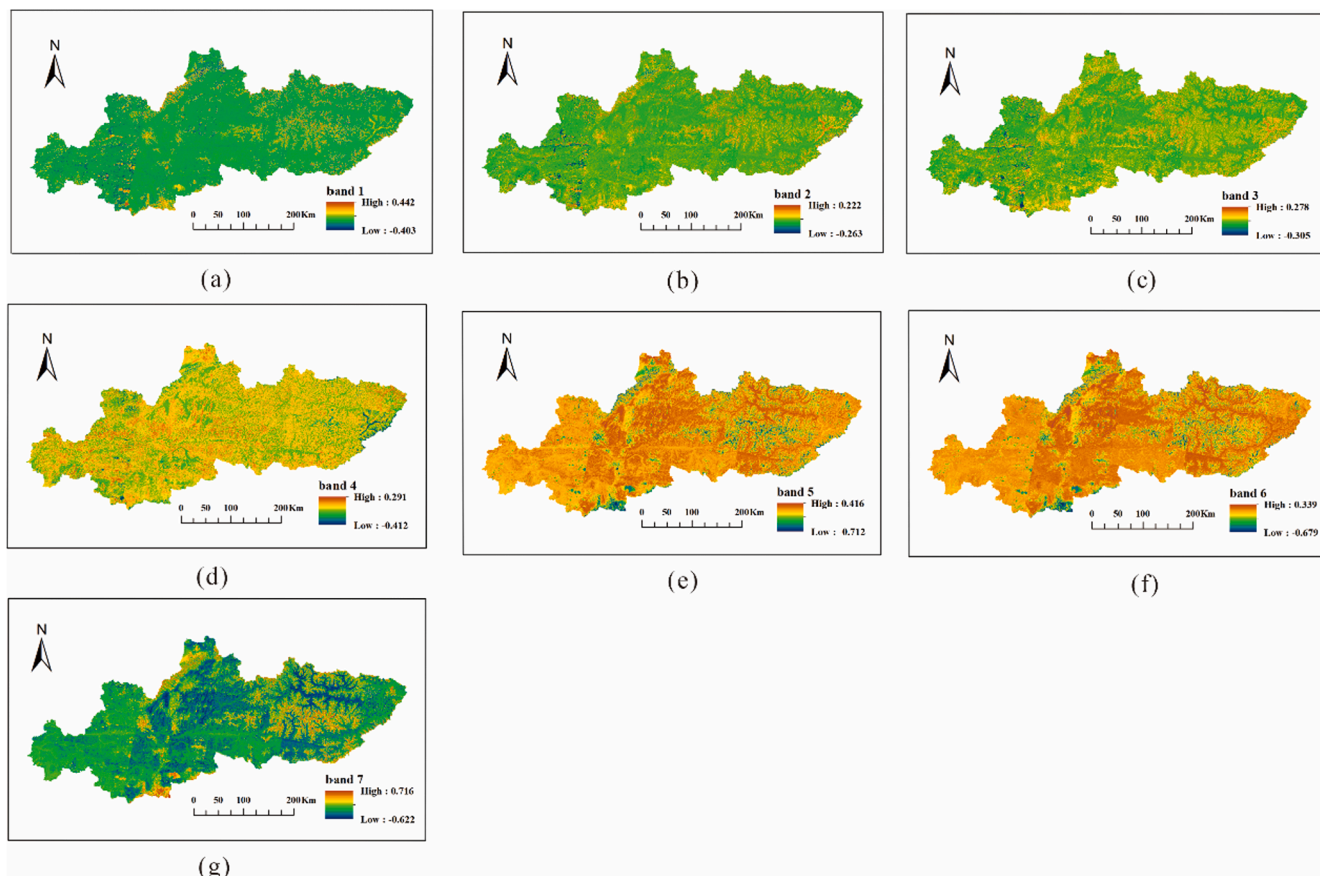 N
band 1
High : 0.442
Low : -0.403
0 50 100 200Km
(a)
N
band 2
High : 0.222
Low : -0.263
0 50 100 200Km
(b)
N
band 3
High : 0.278
Low : -0.305
0 50 100 200Km
(c)
N
band 4
High : 0.291
Low : -0.412
0 50 100 200Km
(d)
N
band 5
High : 0.416
Low : 0.712
0 50 100 200Km
(e)
N
band 6
High : 0.339
Low : -0.679
0 50 100 200Km
(f)
N
band 7
High : 0.716
Low : -0.622
0 50 100 200Km
(g)